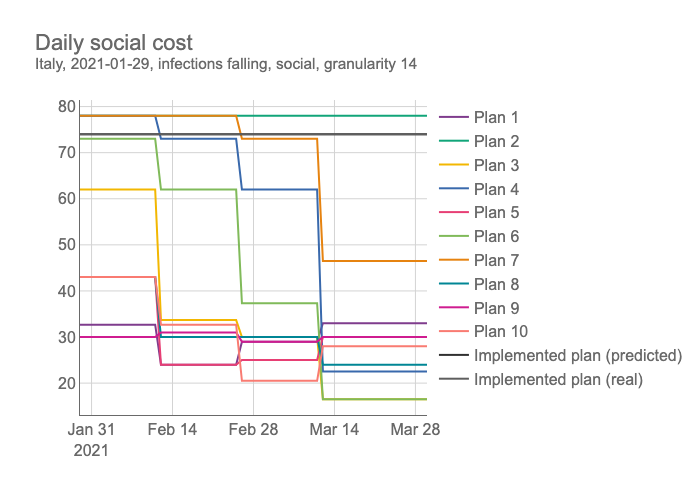 Daily social cost
Italy, 2021-01-29, infections falling, social, granularity 14
80
70
60
50
40
30
20
Jan 31
2021
Feb 14
Feb 28
Mar 14
Mar 28
Plan 1
Plan 2
Plan 3
Plan 4
Plan 5
Plan 6
Plan 7
Plan 8
Plan 9
Plan 10
Implemented plan (predicted)
Implemented plan (real)